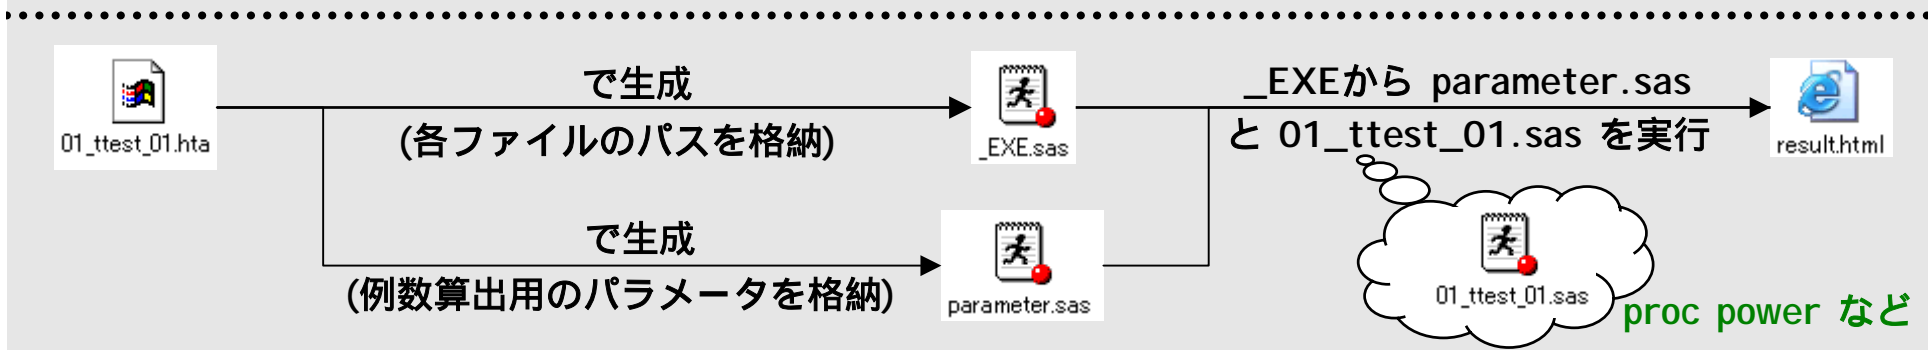 01_ttest_01.hta
で生成
(各ファイルのパスを格納)
_EXE.sas
_EXEから parameter.sas
と 01_ttest_01.sas を実行
result.html
で生成
(例数算出用のパラメータを格納)
parameter.sas
01_ttest_01.sas
proc power など